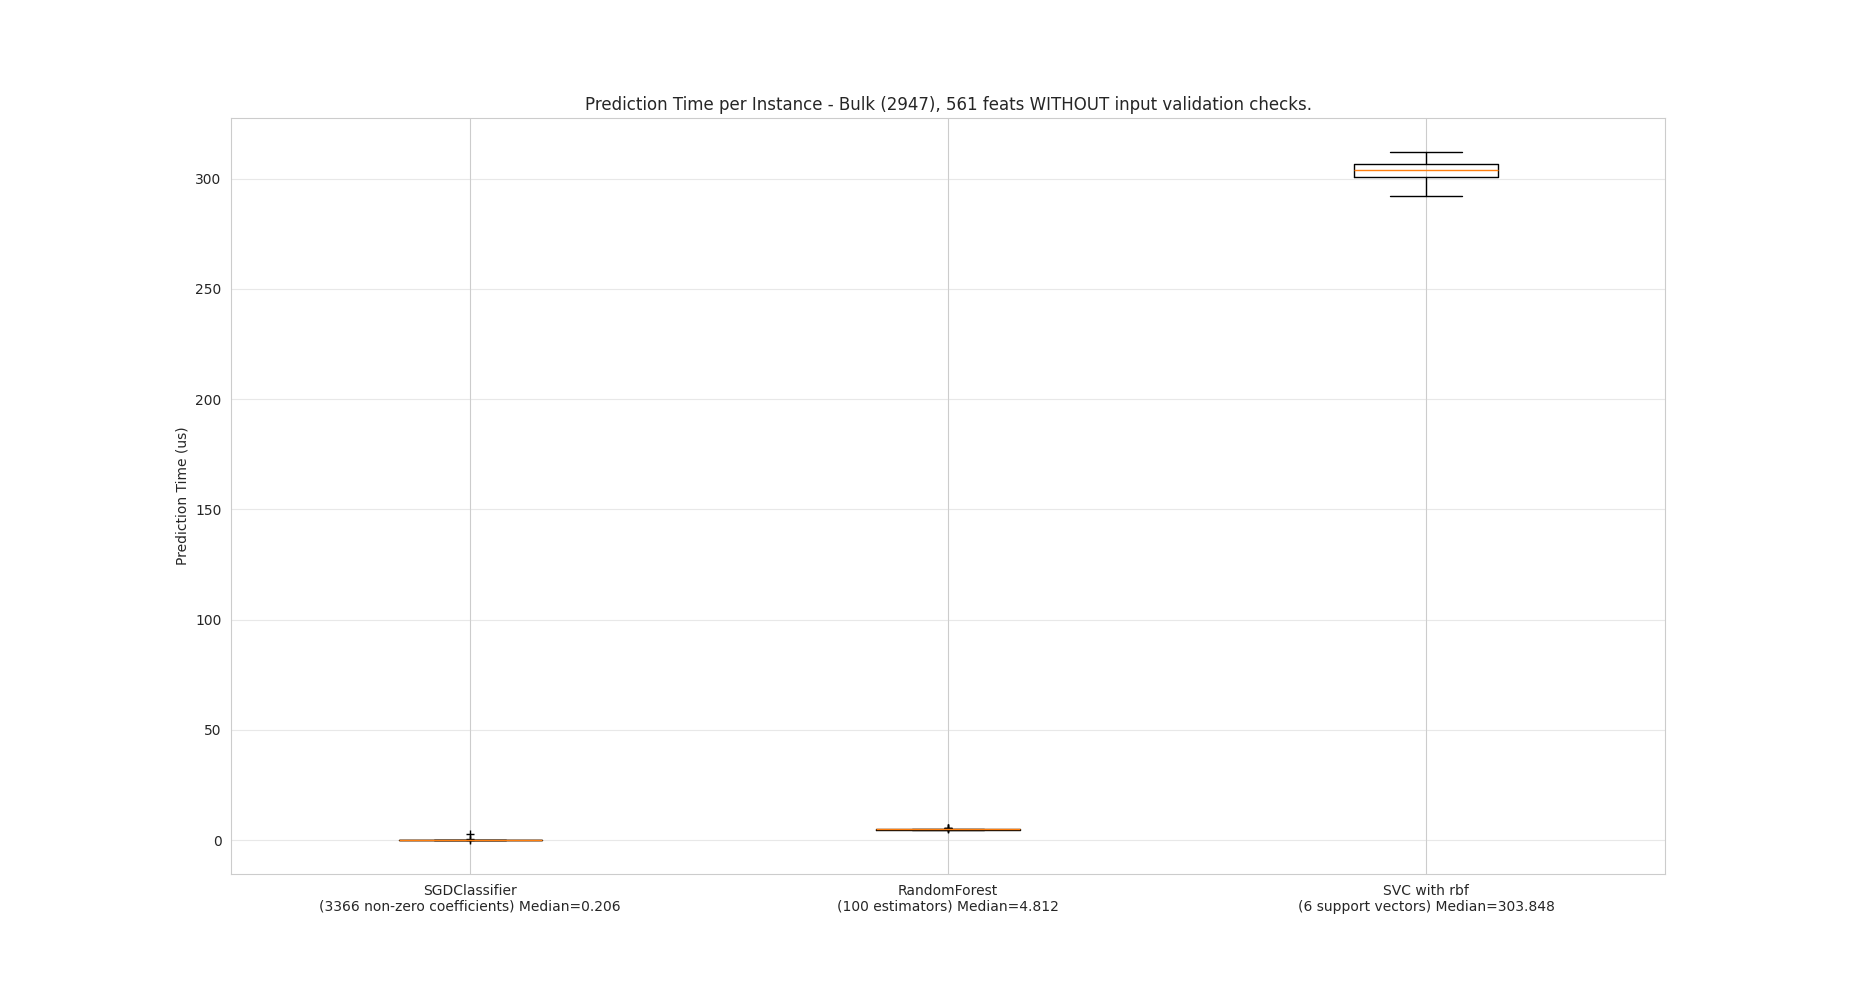 Prediction Time per Instance - Bulk (2947), 561 feats WITHOUT input validation checks.
Prediction Time (us)
300
250
200
150
100
50
0
SGDClassifier
(3366 non-zero coefficients) Median=0.206
RandomForest
(100 estimators) Median=4.812
SVC with rbf
(6 support vectors) Median=303.848